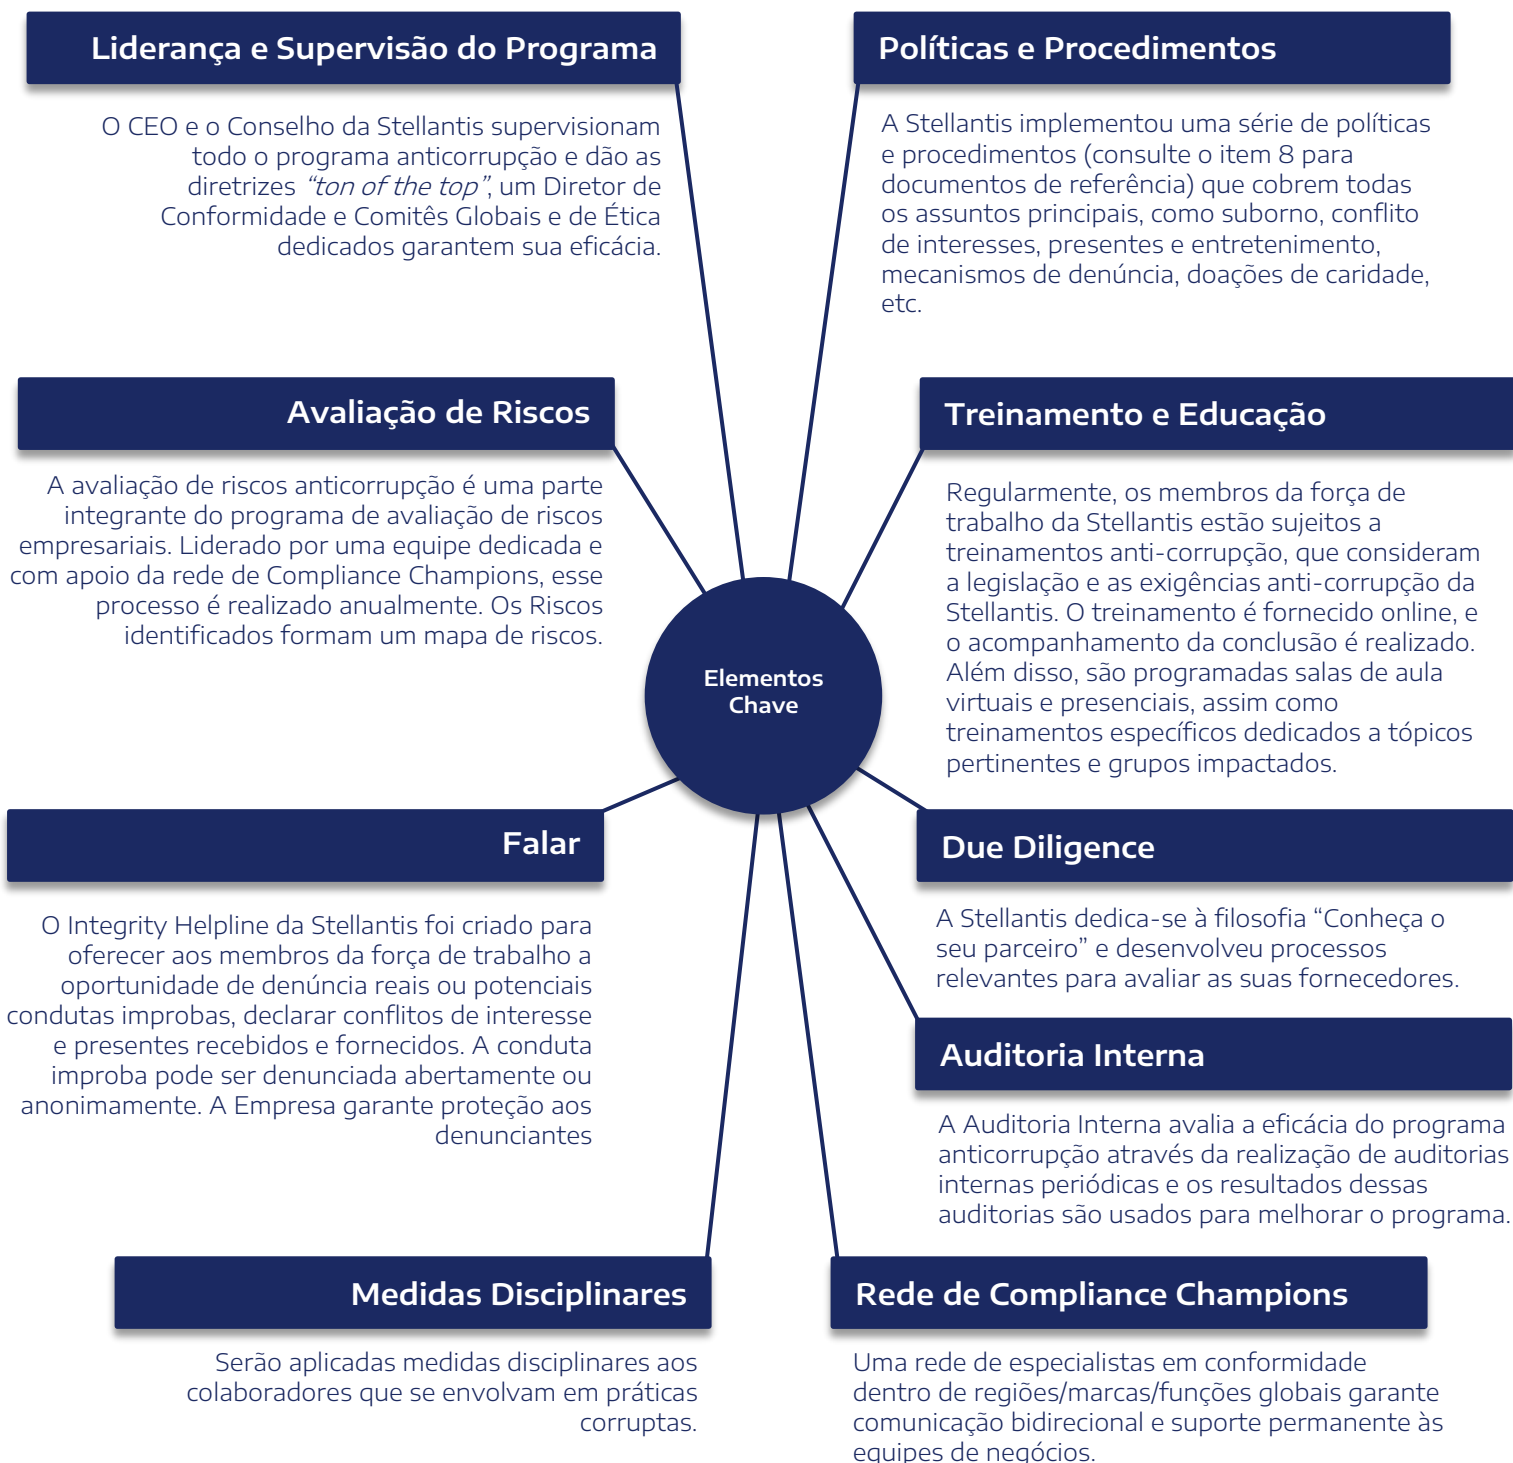 Liderança e Supervisão do Programa
O CEO e o Conselho da Stellantis supervisionam
todo o programa anticorrupção e dão as
diretrizes “ton of the top”, um Diretor de
Conformidade e Comitês Globais e de Ética
dedicados garantem sua eficácia.
Políticas e Procedimentos
A Stellantis implementou uma série de políticas
e procedimentos (consulte o item 8 para
documentos de referência) que cobrem todas
os assuntos principais, como suborno, conflito
de interesses, presentes e entretenimento,
mecanismos de denúncia, doações de caridade,
etc.
Avaliação de Riscos
A avaliação de riscos anticorrupção é uma parte
integrante do programa de avaliação de riscos
empresariais. Liderado por uma equipe dedicada e
com apoio da rede de Compliance Champions, esse
processo é realizado anualmente. Os Riscos
identificados formam um mapa de riscos.
Treinamento e Educação
Regularmente, os membros da força de
trabalho da Stellantis estão sujeitos a
treinamentos anti-corrupção, que consideram
a legislação e as exigências anti-corrupção da
Stellantis. O treinamento é fornecido online, e
o acompanhamento da conclusão é realizado.
Além disso, são programadas salas de aula
virtuais e presenciais, assim como
treinamentos específicos dedicados a tópicos
pertinentes e grupos impactados.
Elementos
Chave
Falar
O Integrity Helpline da Stellantis foi criado para
oferecer aos membros da força de trabalho a
oportunidade de denúncia reais ou potenciais
condutas improbas, declarar conflitos de interesse
e presentes recebidos e fornecidos. A conduta
improba pode ser denunciada abertamente ou
anonimamente. A Empresa garante proteção aos
denunciantes
Due Diligence
A Stellantis dedica-se à filosofia “Conheça o
seu parceiro” e desenvolveu processos
relevantes para avaliar as suas fornecedores.
Auditoria Interna
A Auditoria Interna avalia a eficácia do programa
anticorrupção através da realização de auditorias
internas periódicas e os resultados dessas
auditorias são usados para melhorar o programa.
Medidas Disciplinares
Serão aplicadas medidas disciplinares aos
colaboradores que se envolvam em práticas
corruptas.
Rede de Compliance Champions
Uma rede de especialistas em conformidade
dentro de regiões/marcas/funções globais garante
comunicação bidirecional e suporte permanente às
equipes de negócios.